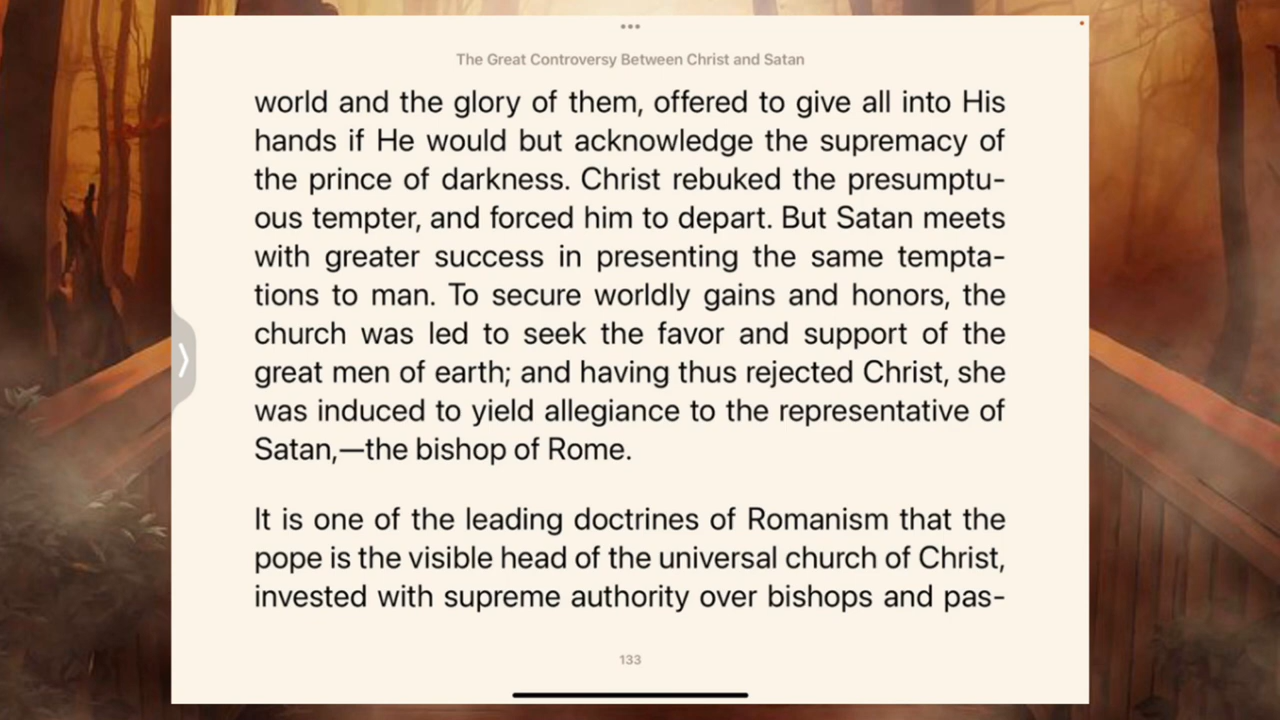 The Great Controversy Between Christ and Satan
world and the glory of them, offered to give all into His
hands if He would but acknowledge the supremacy of
the prince of darkness. Christ rebuked the presumptu-
ous tempter, and forced him to depart. But Satan meets
with greater success in presenting the same tempta-
tions to man. To secure worldly gains and honors, the
church was led to seek the favor and support of the
great men of earth; and having thus rejected Christ, she
was induced to yield allegiance to the representative of
Satan,—the bishop of Rome.
It is one of the leading doctrines of Romanism that the
pope is the visible head of the universal church of Christ,
invested with supreme authority over bishops and pas-
133